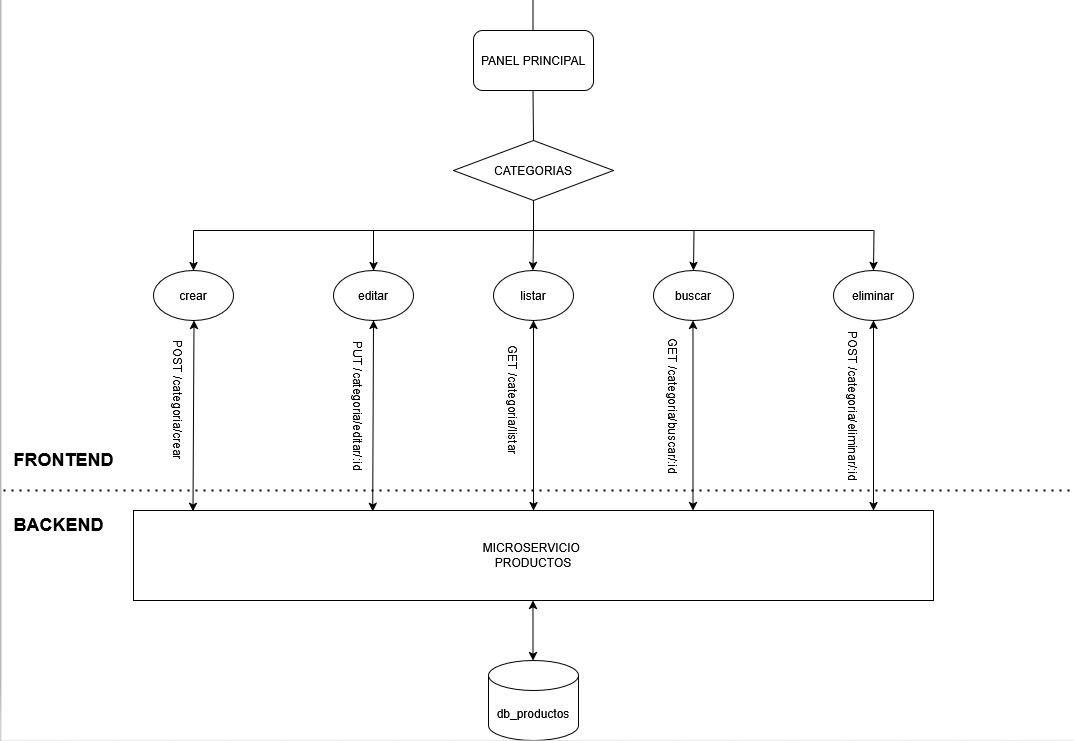 PANEL PRINCIPAL
CATEGORIAS
crear
editar
listar
buscar
eliminar
POST /categoria/crear
PUT /categoria/editar/:id
GET /categoria/listar
GET /categoria/buscar/:id
POST /categoria/eliminar/:id
FRONTEND
BACKEND
MICROSERVICIO
PRODUCTOS
db_productos